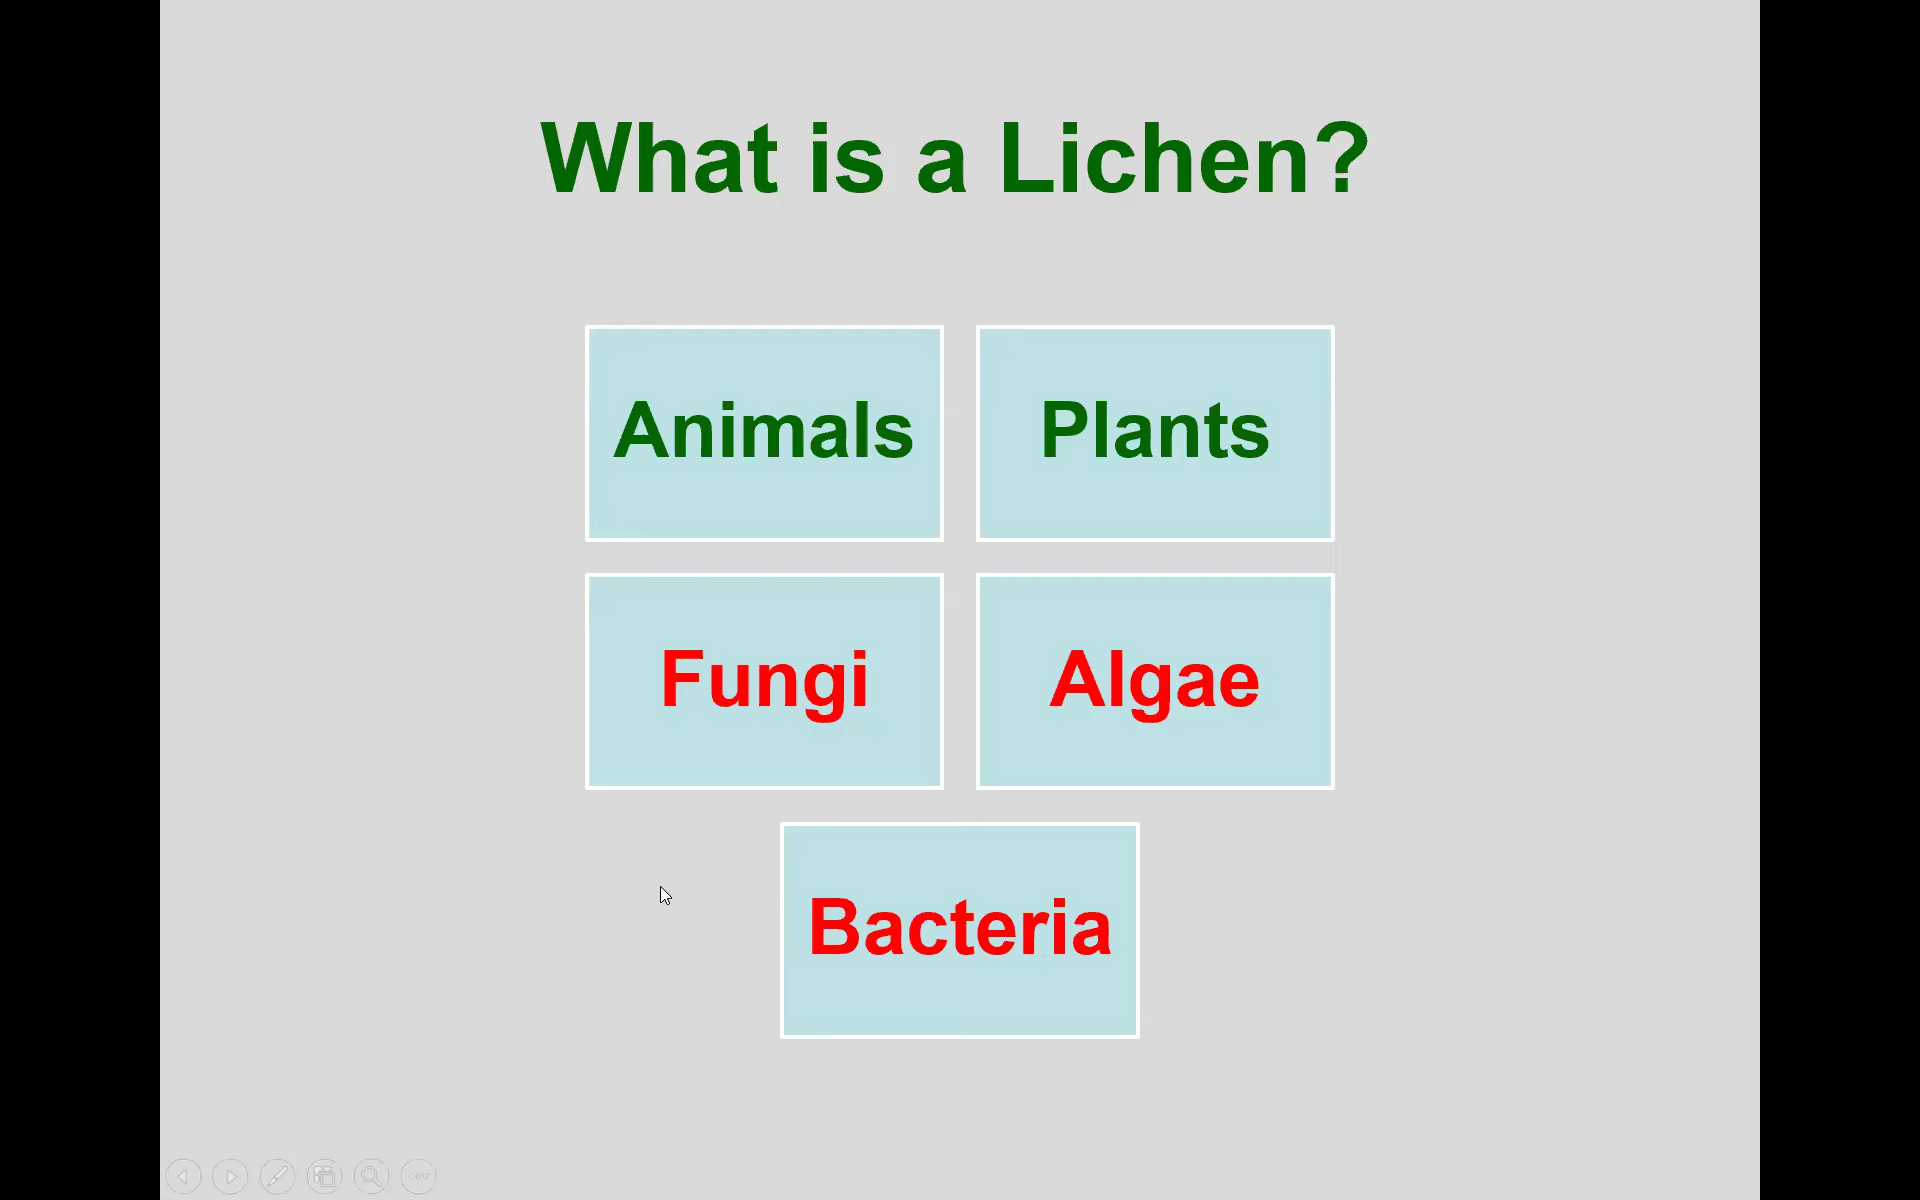 What is a Lichen?
Animals
Plants
Fungi
Algae
Bacteria